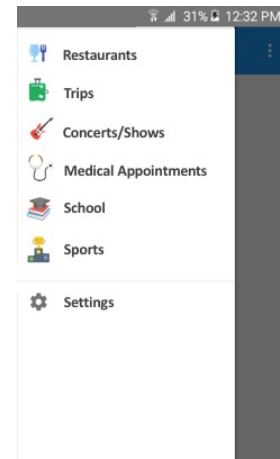 31% 12:32 PM
Restaurants
Trips
Concerts/Shows
Medical Appointments
School
Sports
Settings